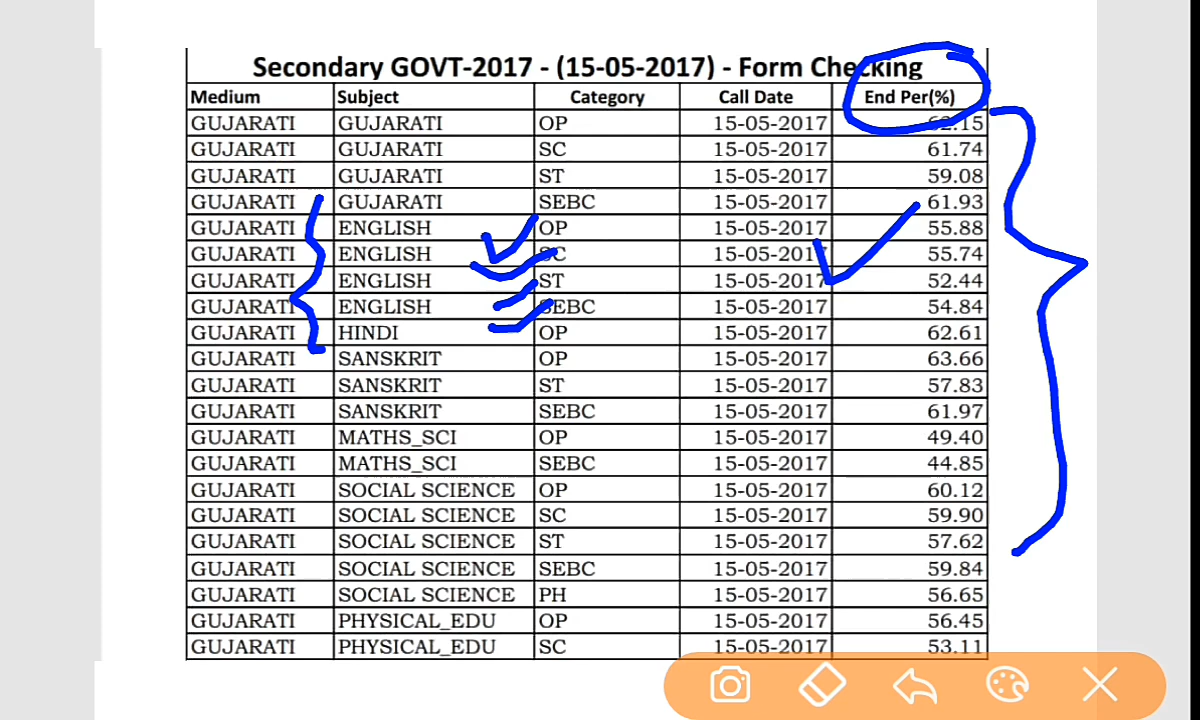 Secondary GOVT-2017 - (15-05-2017) - Form Checking
Medium Subject Category Call Date End Per(%)
GUJARATI GUJARATI OP 15-05-2017 62.15
GUJARATI GUJARATI SC 15-05-2017 61.74
GUJARATI GUJARATI ST 15-05-2017 59.08
GUJARATI GUJARATI SEBC 15-05-2017 61.93
GUJARATI ENGLISH OP 15-05-2017 55.88
GUJARATI ENGLISH SC 15-05-2017 55.74
GUJARATI ENGLISH ST 15-05-2017 52.44
GUJARATI ENGLISH SEBC 15-05-2017 54.84
GUJARATI HINDI OP 15-05-2017 62.61
GUJARATI SANSKRIT OP 15-05-2017 63.66
GUJARATI SANSKRIT ST 15-05-2017 57.83
GUJARATI SANSKRIT SEBC 15-05-2017 61.97
GUJARATI MATHS_SCI OP 15-05-2017 49.40
GUJARATI MATHS_SCI SEBC 15-05-2017 44.85
GUJARATI SOCIAL SCIENCE OP 15-05-2017 60.12
GUJARATI SOCIAL SCIENCE SC 15-05-2017 59.90
GUJARATI SOCIAL SCIENCE ST 15-05-2017 57.62
GUJARATI SOCIAL SCIENCE SEBC 15-05-2017 59.84
GUJARATI SOCIAL SCIENCE PH 15-05-2017 56.65
GUJARATI PHYSICAL_EDU OP 15-05-2017 56.45
GUJARATI PHYSICAL_EDU SC 15-05-2017 53.11